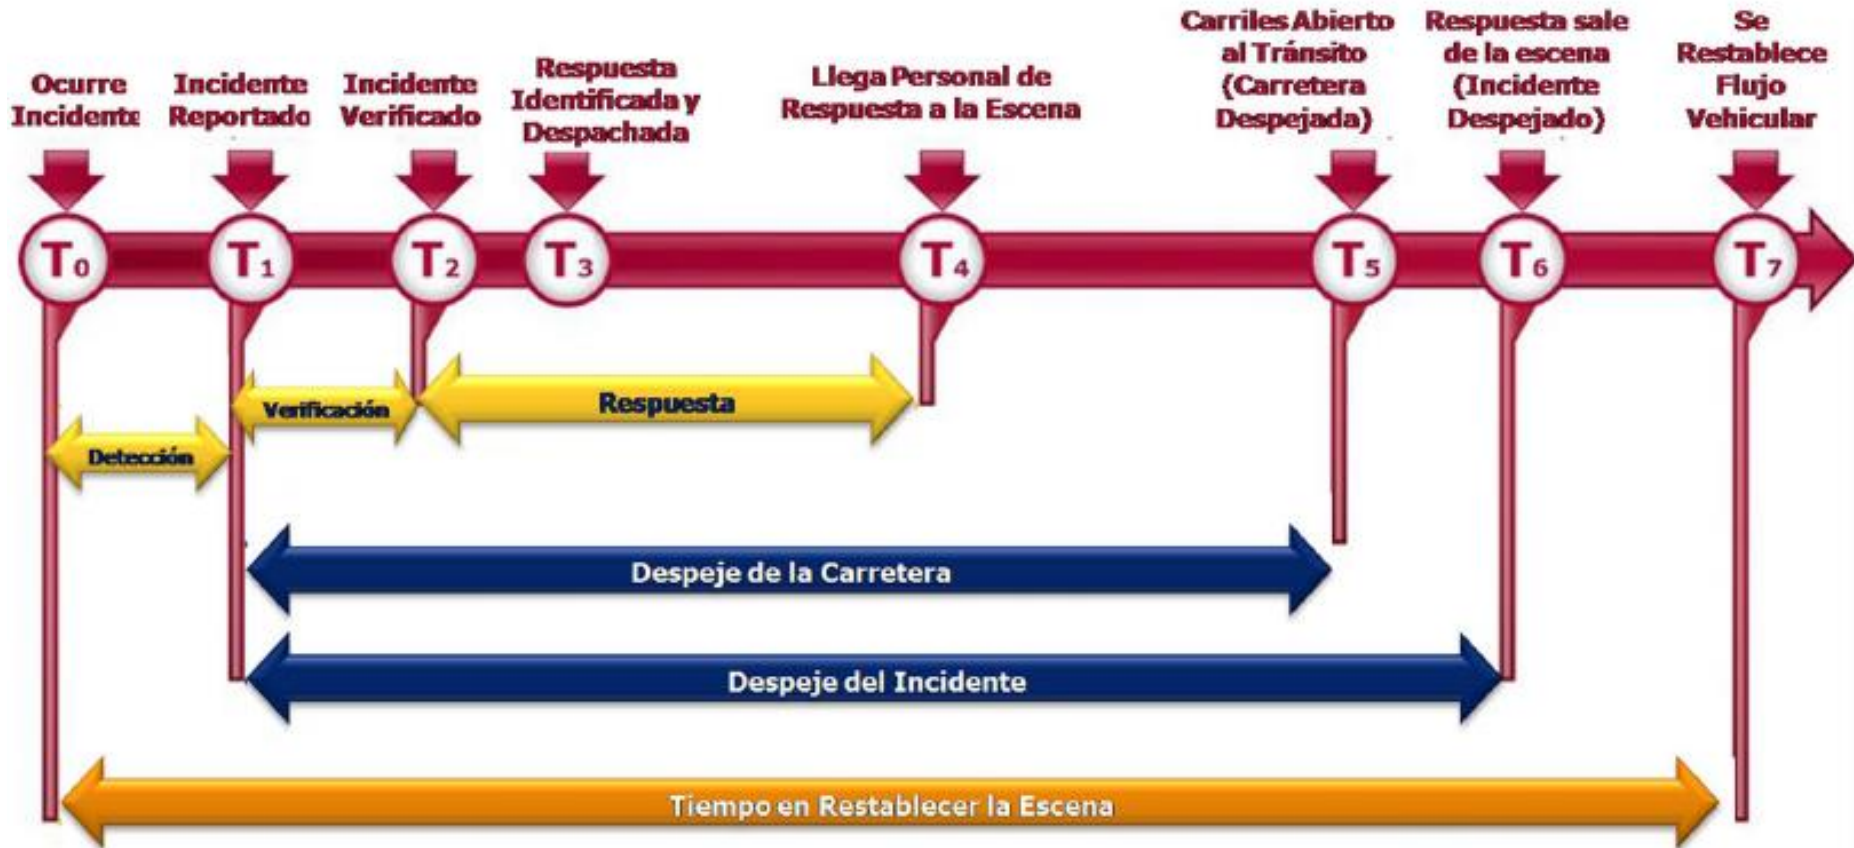 Ocurre
Incidente
Incidente
Reportado
Incidente
Verificado
Respuesta
Identificada y
Despachada
Llega Personal de
Respuesta a la Escena
Carriles Abierto
al Tránsito
(Carretera
Despejada)
Respuesta sale
de la escena
(Incidente
Despejado)
Se
Restablece
Flujo
Vehicular
T0
T1
T2
T3
T4
T5
T6
T7
Verificación
Respuesta
Detección
Despeje de la Carretera
Despeje del Incidente
Tiempo en Restablecer la Escena